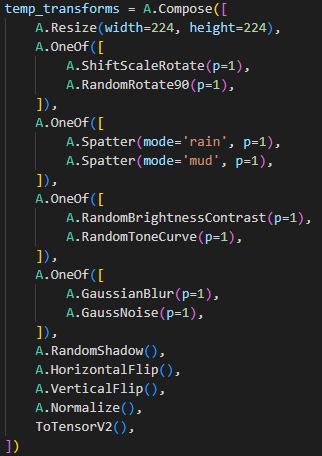 temp_transforms = A.Compose([
    A.Resize(width=224, height=224),
    A.OneOf([
        A.ShiftScaleRotate(p=1),
        A.RandomRotate90(p=1),
    ]),
    A.OneOf([
        A.Spatter(mode='rain', p=1),
        A.Spatter(mode='mud', p=1),
    ]),
    A.OneOf([
        A.RandomBrightnessContrast(p=1),
        A.RandomToneCurve(p=1),
    ]),
    A.OneOf([
        A.GaussianBlur(p=1),
        A.GaussNoise(p=1),
    ]),
    A.RandomShadow(),
    A.HorizontalFlip(),
    A.VerticalFlip(),
    A.Normalize(),
    ToTensorV2(),
])